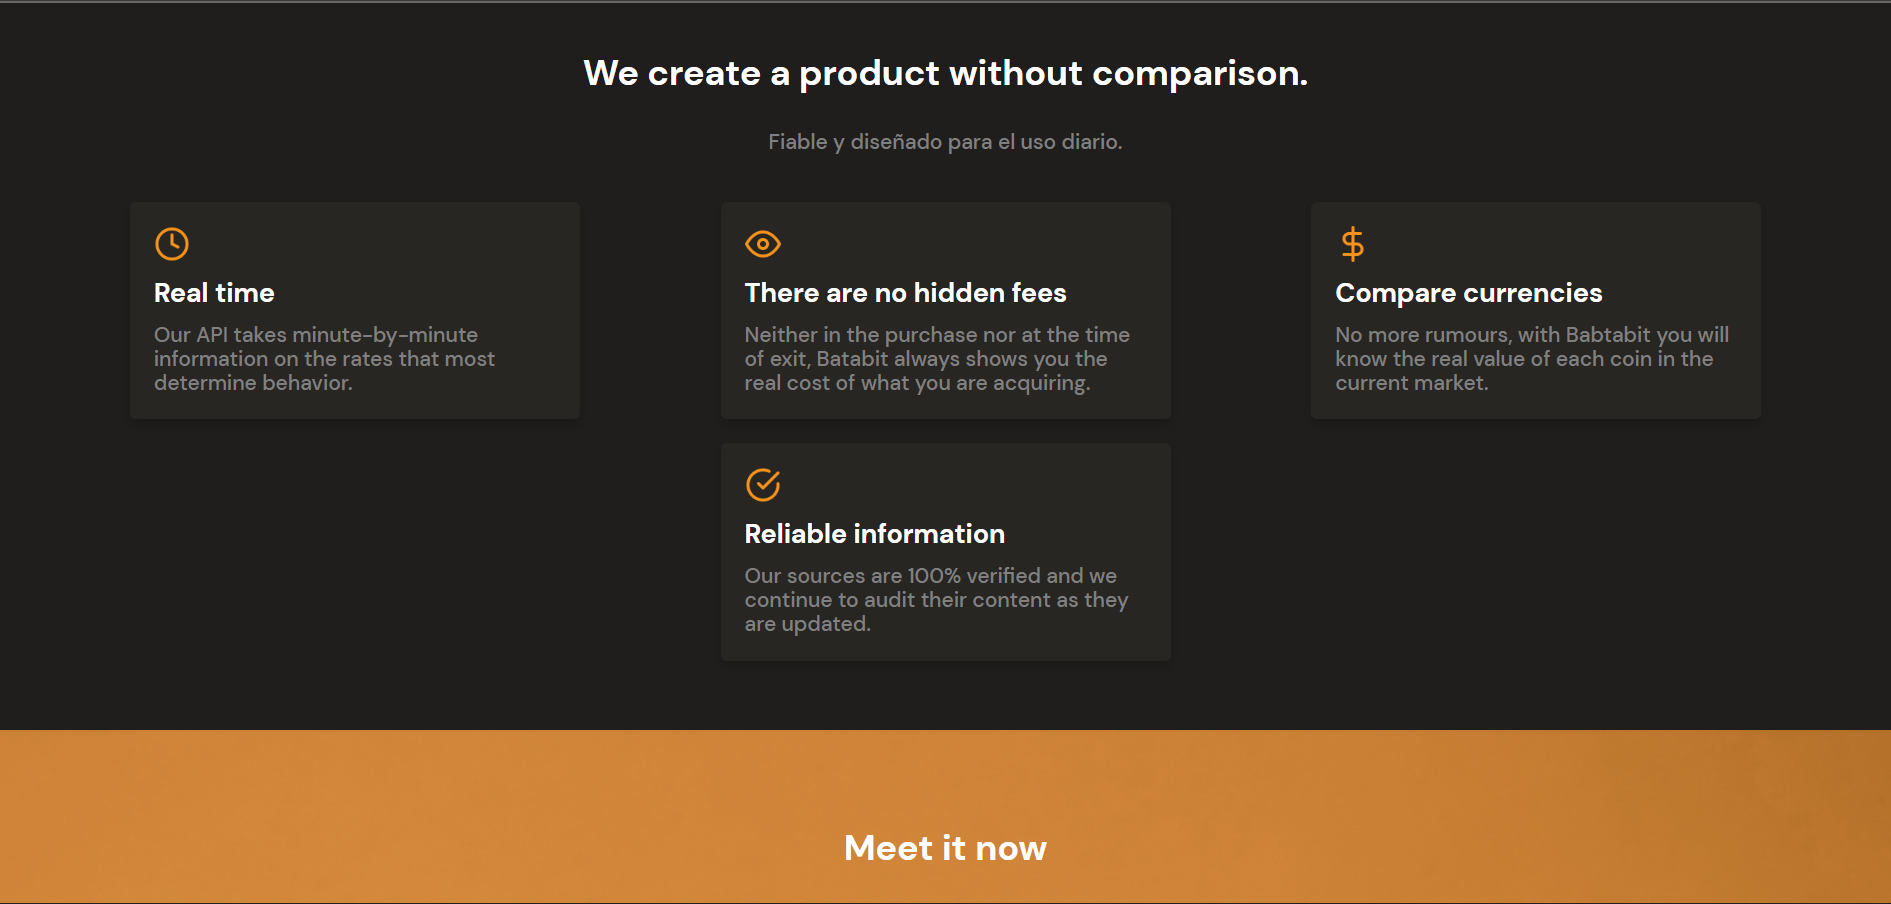 We create a product without comparison.
Fiable y diseñado para el uso diario.
Real time
Our API takes minute-by-minute
information on the rates that most
determine behavior.
There are no hidden fees
Neither in the purchase nor at the time
of exit, Batabit always shows you the
real cost of what you are acquiring.
Compare currencies
No more rumours, with Babtabit you will
know the real value of each coin in the
current market.
Reliable information
Our sources are 100% verified and we
continue to audit their content as they
are updated.
Meet it now